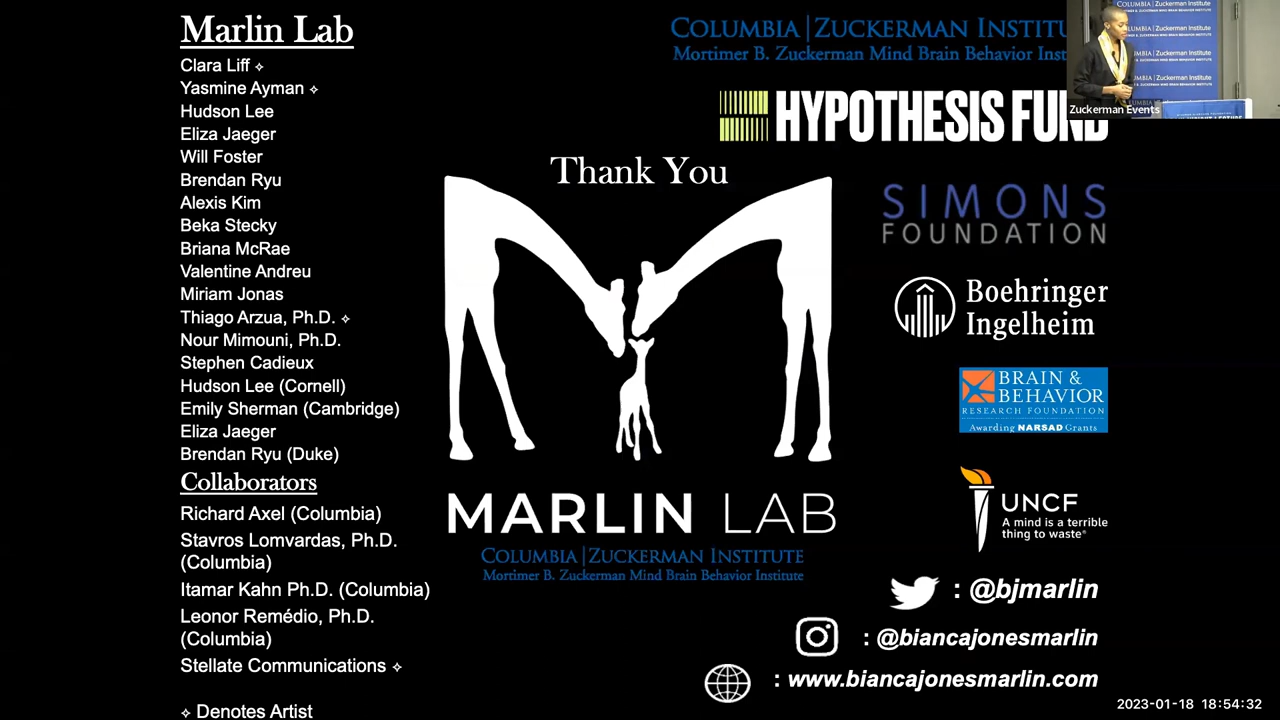 Marlin Lab
Clara Liff ✧
Yasmine Ayman ✧
Hudson Lee
Eliza Jaeger
Will Foster
Brendan Ryu
Alexis Kim
Beka Stecky
Briana McRae
Valentine Andreu
Miriam Jonas
Thiago Arzua, Ph.D. ✧
Nour Mimouni, Ph.D.
Stephen Cadieux
Hudson Lee (Cornell)
Emily Sherman (Cambridge)
Eliza Jaeger
Brendan Ryu (Duke)
Collaborators
Richard Axel (Columbia)
Stavros Lomvardas, Ph.D.
(Columbia)
Itamar Kahn Ph.D. (Columbia)
Leonor Remédio, Ph.D.
(Columbia)
Stellate Communications ✧
✧ Denotes Artist
Thank You
MARLIN LAB
COLUMBIA | ZUCKERMAN INSTITUTE
Mortimer B. Zuckerman Mind Brain Behavior Institute
COLUMBIA | ZUCKERMAN
Mortimer B. Zuckerman Mind Brain Behavior
HYPOTHESIS FUND
SIMONS
FOUNDATION
Boehringer
Ingelheim
BRAIN &
BEHAVIOR
RESEARCH FOUNDATION
Awarding NARSAD Grants
UNCF
A mind is a terrible
thing to waste®
: @bjmarlin
: @biancajonesmarlin
: www.biancajonesmarlin.com
Zuckerman Institute
Zuckerman Institute
Zuckerman Institute
Zuckerman Institute
Zuckerman Events
2023-01-18 18:54:32